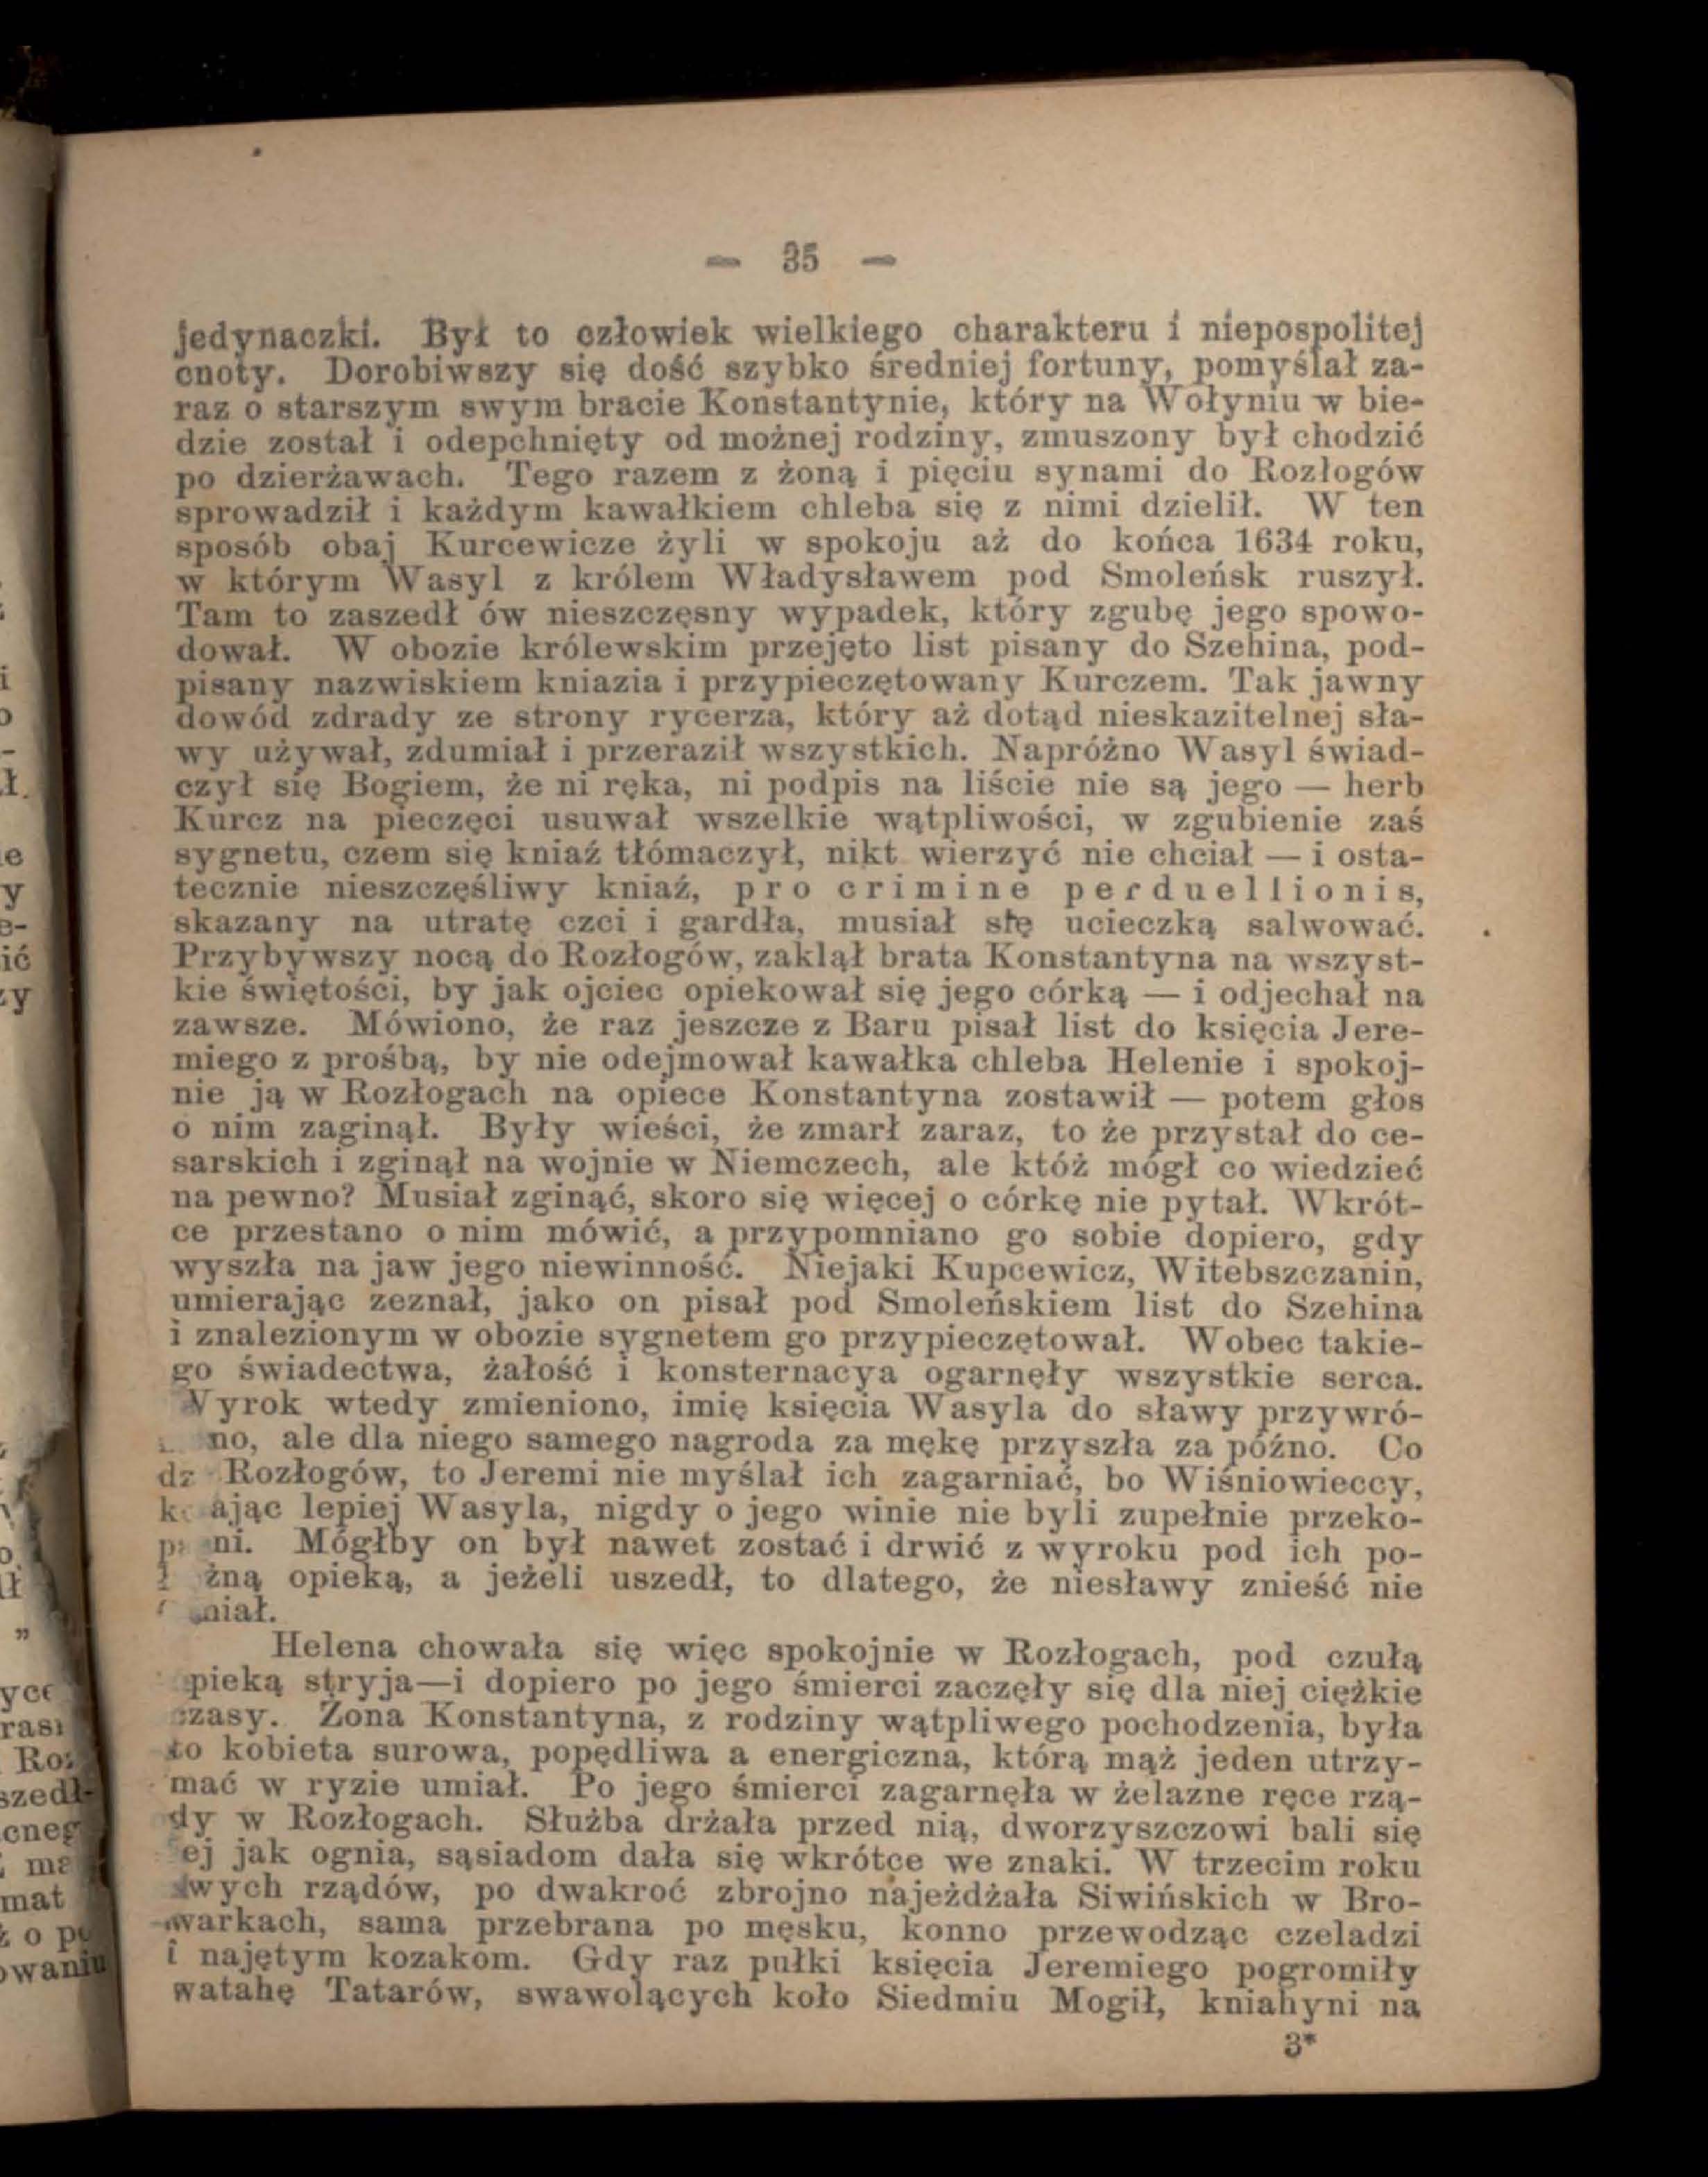 — 35 —
jedynaczki. Był to człowiek wielkiego charakteru i niepospolitej
cnoty. Dorobiwszy się dość szybko średniej fortuny, pomyślał za-
raz o starszym swym bracie Konstantynie, który na Wołyniu w bie-
dzie został i odepchnięty od możnej rodziny, zmuszony był chodzić
po dzierżawach. Tego razem z żoną i pięciu synami do Rozłogów
sprowadził i każdym kawałkiem chleba się z nimi dzielił. W ten
sposób obaj Kurcewicze żyli w spokoju aż do końca 1634 roku,
w którym Wasyl z królem Władysławem pod Smoleńsk ruszył.
Tam to zaszedł ów nieszczęsny wypadek, który zgubę jego spowo-
dował. W obozie królewskim przejęto list pisany do Szehina, pod-
pisany nazwiskiem kniazia i przypieczętowany Kurczem. Tak jawny
dowód zdrady ze strony rycerza, który aż dotąd nieskazitelnej sła-
wy używał, zdumiał i przeraził wszystkich. Napróżno Wasyl świad-
czył się Bogiem, że ni ręka, ni podpis na liście nie są jego — herb
Kurcz na pieczęci usuwał wszelkie wątpliwości, w zgubienie zaś
sygnetu, czem się kniaź tłómaczył, nikt wierzyć nie chciał — i osta-
tecznie nieszczęśliwy kniaź, pro crimine perduellionis,
skazany na utratę czci i gardła, musiał się ucieczką salwować.
Przybywszy nocą do Rozłogów, zaklął brata Konstantyna na wszyst-
kie świętości, by jak ojciec opiekował się jego córką — i odjechał na
zawsze. Mówiono, że raz jeszcze z Baru pisał list do księcia Jere-
miego z prośbą, by nie odejmował kawałka chleba Helenie i spokoj-
nie ją w Rozłogach na opiece Konstantyna zostawił — potem głos
o nim zaginął. Były wieści, że zmarł zaraz, to że przystał do ce-
sarskich i zginął na wojnie w Niemczech, ale któż mógł co wiedzieć
na pewno? Musiał zginąć, skoro się więcej o córkę nie pytał. Wkrót-
ce przestano o nim mówić, a przypomniano go sobie dopiero, gdy
wyszła na jaw jego niewinność. Niejaki Kupcewicz, Witebszczanin,
umierając zeznał, jako on pisał pod Smoleńskiem list do Szehina
i znalezionym w obozie sygnetem go przypieczętował. Wobec takie-
go świadectwa, żałość i konsternacya ogarnęły wszystkie serca.
Vyrok wtedy zmieniono, imię księcia Wasyla do sławy przywró-
no, ale dla niego samego nagroda za mękę przyszła za późno. Co
Rozłogów, to Jeremi nie myślał ich zagarniać, bo Wiśniowieccy,
ając lepiej Wasyla, nigdy o jego winie nie byli zupełnie przeko-
ni. Mógłby on był nawet zostać i drwić z wyroku pod ich po-
żną opieką, a jeżeli uszedł, to dlatego, że niesławy znieść nie
niał.
Helena chowała się więc spokojnie w Rozłogach, pod czułą
pieką stryja—i dopiero po jego śmierci zaczęły się dla niej ciężkie
czasy. Żona Konstantyna, z rodziny wątpliwego pochodzenia, była
to kobieta surowa, popędliwa a energiczna, którą mąż jeden utrzy-
mać w ryzie umiał. Po jego śmierci zagarnęła w żelazne ręce rzą-
dy w Rozłogach. Służba drżała przed nią, dworzyszczowi bali się
ej jak ognia, sąsiadom dała się wkrótce we znaki. W trzecim roku
swych rządów, po dwakroć zbrojno najeżdżała Siwińskich w Bro-
warkach, sama przebrana po męsku, konno przewodząc czeladzi
i najętym kozakom. Gdy raz pułki księcia Jeremiego pogromiły
watahę Tatarów, swawolących koło Siedmiu Mogił, kniahyni na
3*